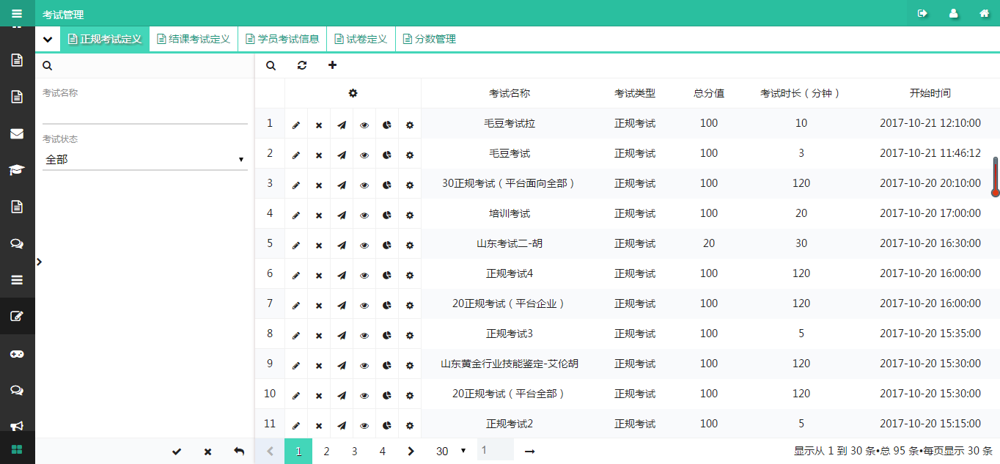 考试管理
正规考试定义 结课考试定义 学员考试信息 试卷定义 分数管理
考试名称
考试状态
全部
考试名称 考试类型 总分值 考试时长（分钟） 开始时间
1 毛豆考试拉 正规考试 100 10 2017-10-21 12:10:00
2 毛豆考试 正规考试 100 3 2017-10-21 11:46:12
3 30正规考试（平台面向全部） 正规考试 100 120 2017-10-20 20:10:00
4 培训考试 正规考试 100 20 2017-10-20 17:00:00
5 山东考试二-胡 正规考试 20 30 2017-10-20 16:30:00
6 正规考试4 正规考试 100 120 2017-10-20 16:00:00
7 20正规考试（平台企业） 正规考试 100 120 2017-10-20 16:00:00
8 正规考试3 正规考试 100 5 2017-10-20 15:35:00
9 山东黄金行业技能鉴定-艾伦胡 正规考试 100 120 2017-10-20 15:30:00
10 20正规考试（平台全部） 正规考试 100 120 2017-10-20 15:30:00
11 正规考试2 正规考试 100 5 2017-10-20 15:15:00
1 2 3 4 30 1 显示从 1 到 30 条•总 95 条•每页显示 30 条